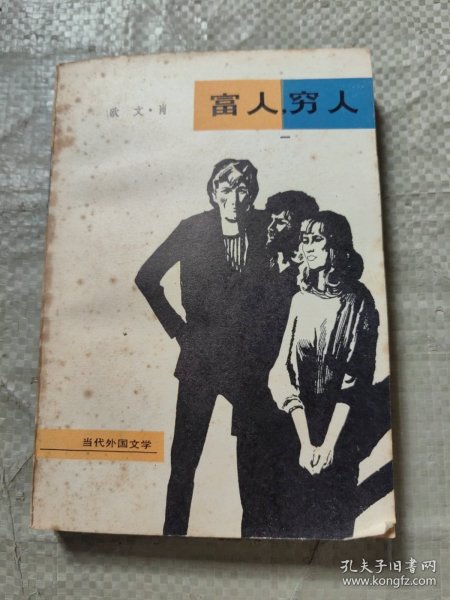 欧文·肖
富人,穷人
一
当代外国文学
孔夫子旧书网
www.kongfz.com